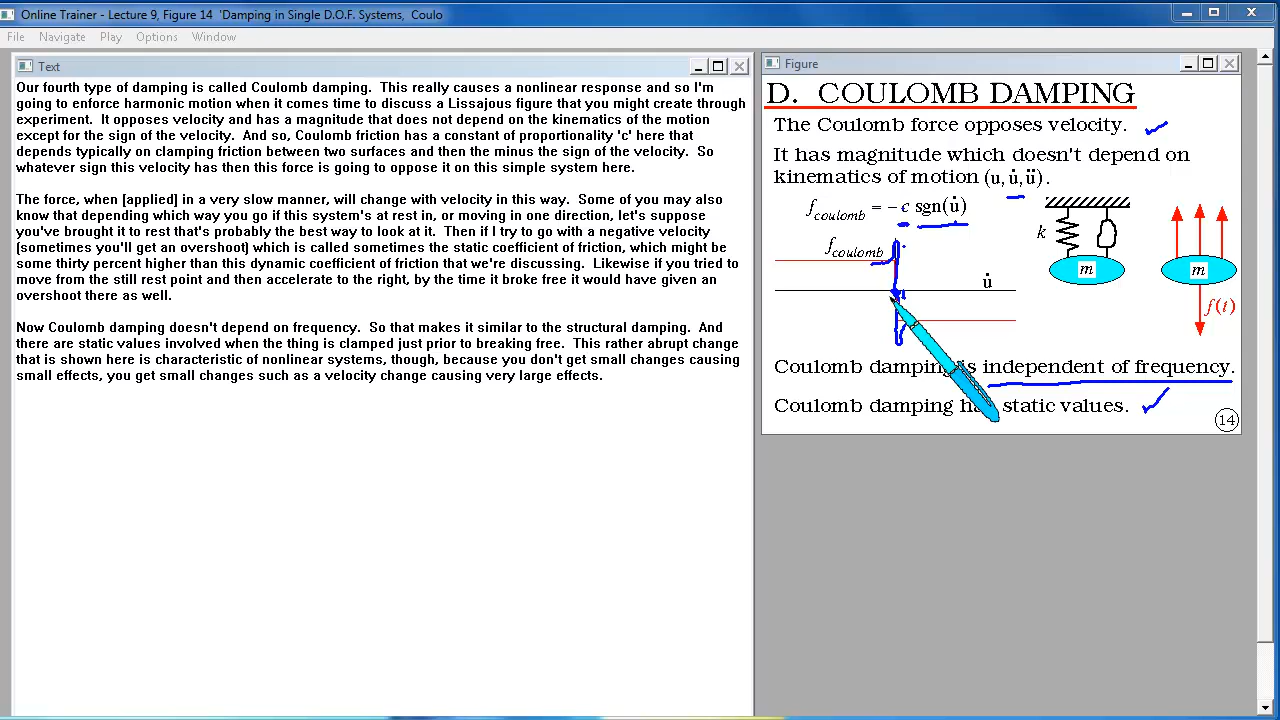 Online Trainer - Lecture 9, Figure 14 'Damping in Single D.O.F. Systems, Coulo
File Navigate Play Options Window
Text
Our fourth type of damping is called Coulomb damping. This really causes a nonlinear response and so I'm
going to enforce harmonic motion when it comes time to discuss a Lissajous figure that you might create through
experiment. It opposes velocity and has a magnitude that does not depend on the kinematics of the motion
except for the sign of the velocity. And so, Coulomb friction has a constant of proportionality 'c' here that
depends typically on clamping friction between two surfaces and then the minus the sign of the velocity. So
whatever sign this velocity has then this force is going to oppose it on this simple system here.
The force, when [applied] in a very slow manner, will change with velocity in this way. Some of you may also
know that depending which way you go if this system's at rest in, or moving in one direction, let's suppose
you've brought it to rest that's probably the best way to look at it. Then if I try to go with a negative velocity
[sometimes you'll get an overshoot] which is called sometimes the static coefficient of friction, which might be
some thirty percent higher than this dynamic coefficient of friction that we're discussing. Likewise if you tried to
move from the still rest point and then accelerate to the right, by the time it broke free it would have given an
overshoot there as well.
Now Coulomb damping doesn't depend on frequency. So that makes it similar to the structural damping. And
there are static values involved when the thing is clamped just prior to breaking free. This rather abrupt change
that is shown here is characteristic of nonlinear systems, though, because you don't get small changes causing
small effects, you get small changes such as a velocity change causing very large effects.
Figure
D. COULOMB DAMPING
The Coulomb force opposes velocity.
It has magnitude which doesn't depend on
kinematics of motion (u, u̇, ü).
f coulomb = – c sgn(u̇)
f coulomb
u̇
k
m
m
f(t)
Coulomb damping is independent of frequency.
Coulomb damping has static values.
14